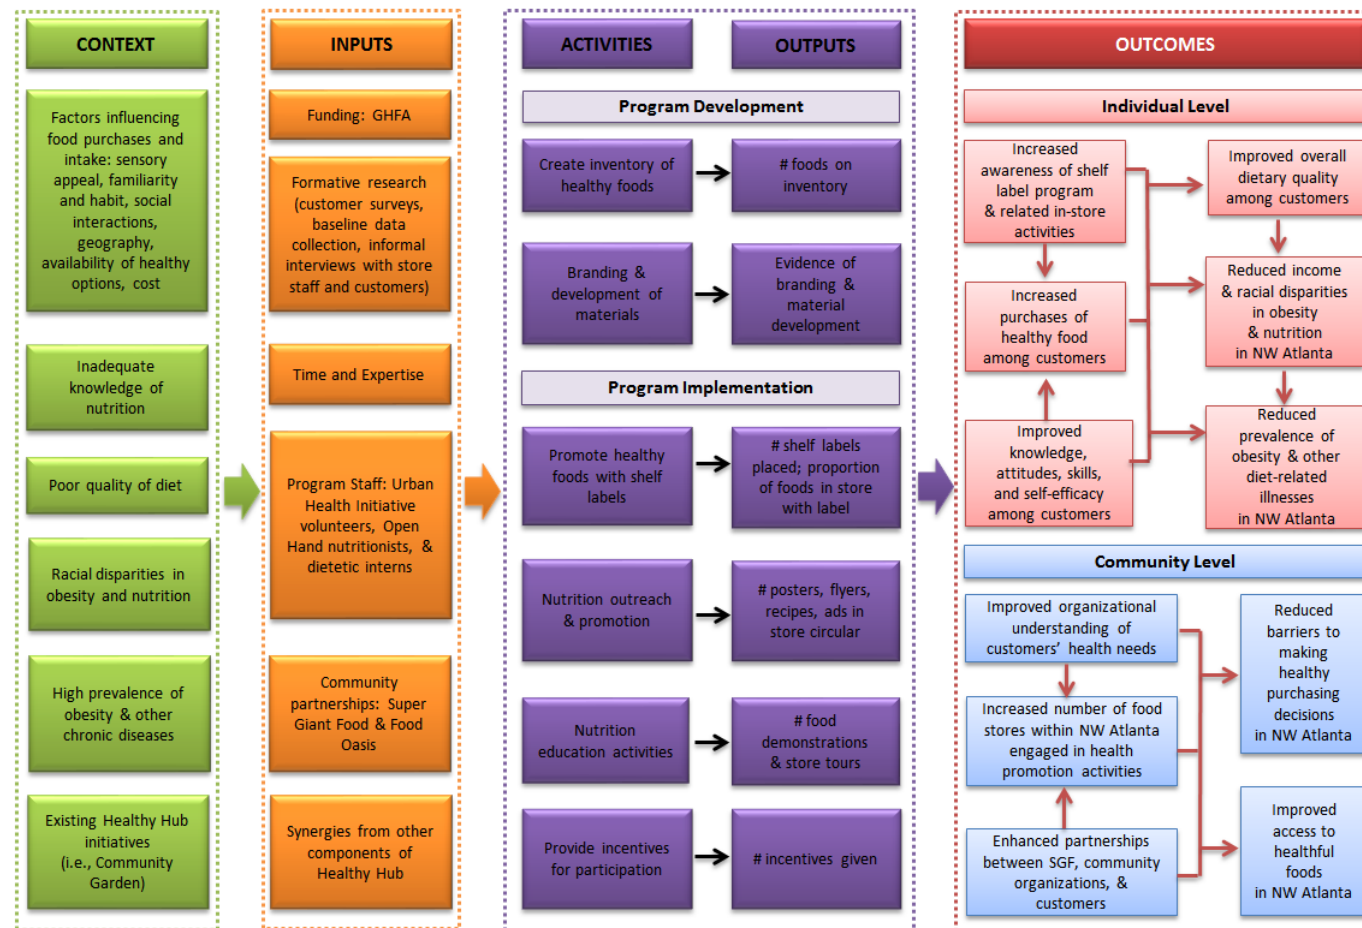 CONTEXT
Factors influencing
food purchases and
intake: sensory
appeal, familiarity
and habit, social
interactions,
geography,
availability of healthy
options, cost
Inadequate
knowledge of
nutrition
Poor quality of diet
Racial disparities in
obesity and nutrition
High prevalence of
obesity & other
chronic diseases
Existing Healthy Hub
initiatives
(i.e., Community
Garden)
INPUTS
Funding: GHFA
Formative research
(customer surveys,
baseline data
collection, informal
interviews with store
staff and customers)
Time and Expertise
Program Staff: Urban
Health Initiative
volunteers, Open
Hand nutritionists, &
dietetic interns
Community
partnerships: Super
Giant Food & Food
Oasis
Synergies from other
components of
Healthy Hub
ACTIVITIES
OUTPUTS
Program Development
Create inventory of
healthy foods
# foods on
inventory
Branding &
development of
materials
Evidence of
branding &
material
development
Program Implementation
Promote healthy
foods with shelf
labels
# shelf labels
placed; proportion
of foods in store
with label
Nutrition outreach
& promotion
# posters, flyers,
recipes, ads in
store circular
Nutrition
education activities
# food
demonstrations
& store tours
Provide incentives
for participation
# incentives given
OUTCOMES
Individual Level
Increased
awareness of shelf
label program
& related in-store
activities
Increased
purchases of
healthy food
among customers
Improved
knowledge,
attitudes, skills,
and self-efficacy
among customers
Improved overall
dietary quality
among customers
Reduced income
& racial disparities
in obesity
& nutrition
in NW Atlanta
Reduced
prevalence of
obesity & other
diet-related
illnesses
in NW Atlanta
Community Level
Improved organizational
understanding of
customers' health needs
Increased number of food
stores within NW Atlanta
engaged in health
promotion activities
Enhanced partnerships
between SGF, community
organizations, &
customers
Reduced
barriers to
making
healthy
purchasing
decisions
in NW Atlanta
Improved
access to
healthful
foods
in NW Atlanta